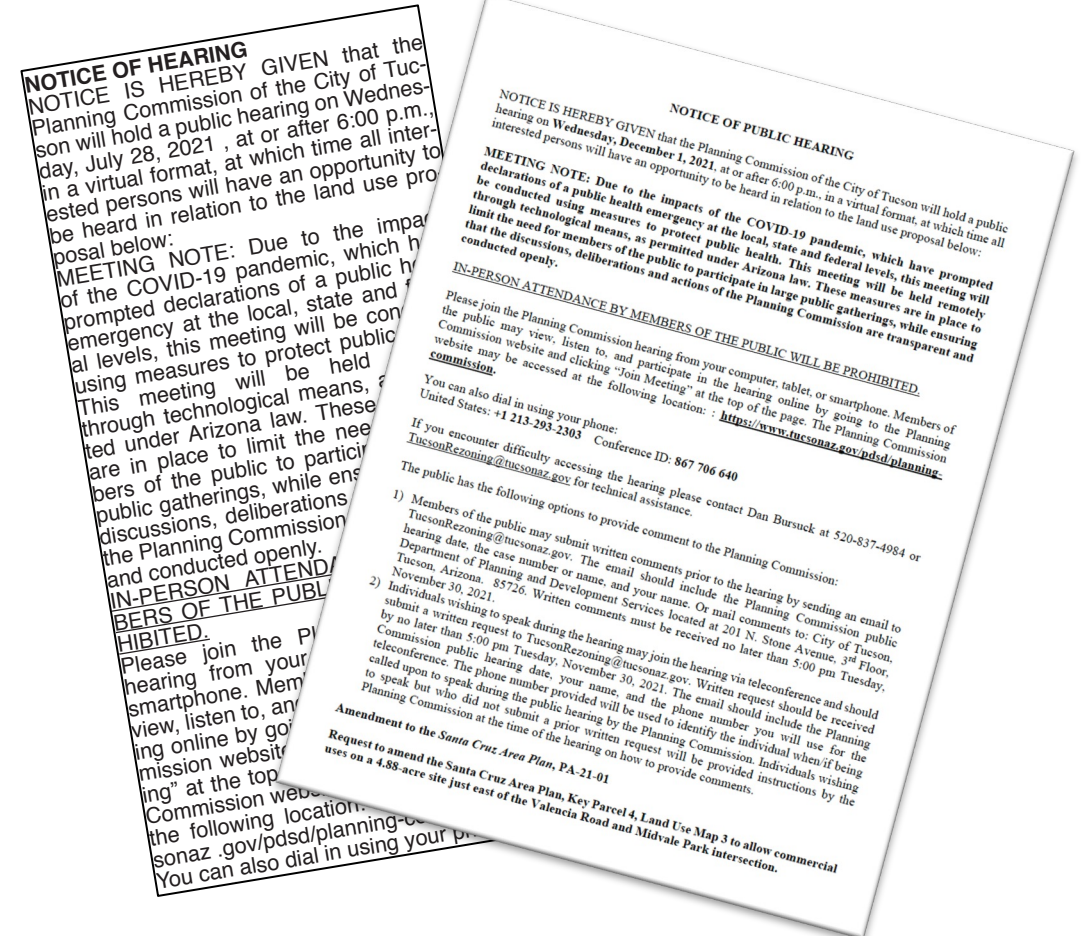 NOTICE OF HEARING
NOTICE IS HEREBY GIVEN that the
Planning Commission of the City of Tuc-
son will hold a public hearing on Wednes-
day, July 28, 2021 , at or after 6:00 p.m.,
in a virtual format, at which time all inter-
ested persons will have an opportunity to
be heard in relation to the land use pro-
posal below:
MEETING NOTE: Due to the impac
of the COVID-19 pandemic, which h
prompted declarations of a public he
emergency at the local, state and f
al levels, this meeting will be con
using measures to protect public
This meeting will be held
through technological means, a
ted under Arizona law. These
are in place to limit the nee
bers of the public to partici
public gatherings, while ens
discussions, deliberations
the Planning Commission
and conducted openly.
IN-PERSON ATTENDA
BERS OF THE PUBL
HIBITED.
Please join the Pl
hearing from your
smartphone. Mem
view, listen to, and
ing online by goi
mission website
ing” at the top
Commission webs
the following location:
sonaz .gov/pdsd/planning-c
You can also dial in using your p
NOTICE OF PUBLIC HEARING
NOTICE IS HEREBY GIVEN that the Planning Commission of the City of Tucson will hold a public
hearing on Wednesday, December 1, 2021, at or after 6:00 p.m., in a virtual format, at which time all
interested persons will have an opportunity to be heard in relation to the land use proposal below:
MEETING NOTE: Due to the impacts of the COVID-19 pandemic, which have prompted
declarations of a public health emergency at the local, state and federal levels, this meeting will
be conducted using measures to protect public health. This meeting will be held remotely
through technological means, as permitted under Arizona law. These measures are in place to
limit the need for members of the public to participate in large public gatherings, while ensuring
that the discussions, deliberations and actions of the Planning Commission are transparent and
conducted openly.
IN-PERSON ATTENDANCE BY MEMBERS OF THE PUBLIC WILL BE PROHIBITED.
Please join the Planning Commission hearing from your computer, tablet, or smartphone. Members of
the public may view, listen to, and participate in the hearing online by going to the Planning
Commission website and clicking “Join Meeting” at the top of the page. The Planning Commission
website may be accessed at the following location: : https://www.tucsonaz.gov/pdsd/planning-
commission.
You can also dial in using your phone:
United States: +1 213-293-2303 Conference ID: 867 706 640
If you encounter difficulty accessing the hearing please contact Dan Bursuck at 520-837-4984 or
TucsonRezoning@tucsonaz.gov for technical assistance.
The public has the following options to provide comment to the Planning Commission:
1) Members of the public may submit written comments prior to the hearing by sending an email to
TucsonRezoning@tucsonaz.gov. The email should include the Planning Commission public
hearing date, the case number or name, and your name. Or mail comments to: City of Tucson,
Department of Planning and Development Services located at 201 N. Stone Avenue, 3rd Floor,
Tucson, Arizona. 85726. Written comments must be received no later than 5:00 pm Tuesday,
November 30, 2021.
2) Individuals wishing to speak during the hearing may join the hearing via teleconference and should
submit a written request to TucsonRezoning@tucsonaz.gov. Written request should be received
by no later than 5:00 pm Tuesday, November 30, 2021. The email should include the Planning
Commission public hearing date, your name, and the phone number you will use for the
teleconference. The phone number provided will be used to identify the individual when/if being
called upon to speak during the public hearing by the Planning Commission. Individuals wishing
to speak but who did not submit a prior written request will be provided instructions by the
Planning Commission at the time of the hearing on how to provide comments.
Amendment to the Santa Cruz Area Plan, PA-21-01
Request to amend the Santa Cruz Area Plan, Key Parcel 4, Land Use Map 3 to allow commercial
uses on a 4.88-acre site just east of the Valencia Road and Midvale Park intersection.